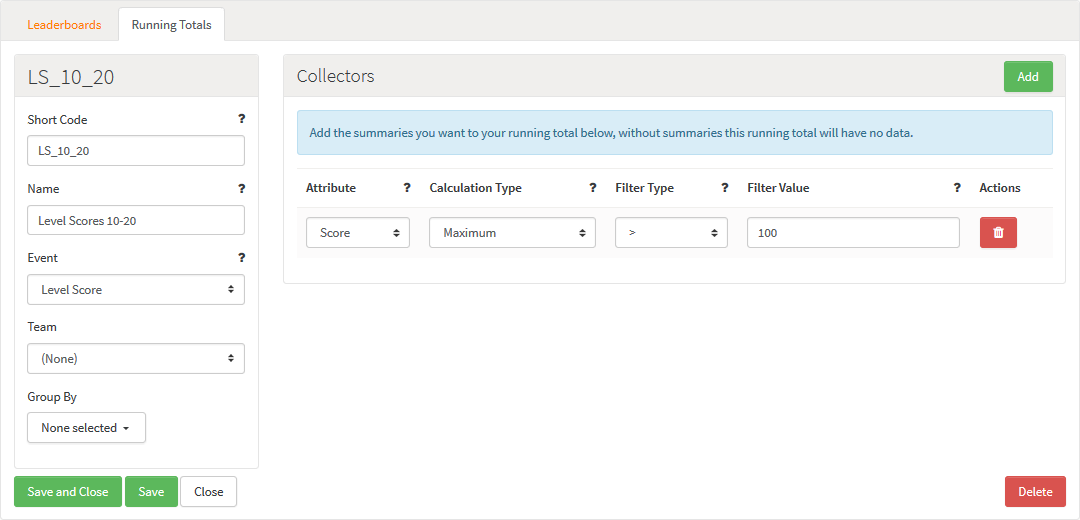 Leaderboards
Running Totals
LS_10_20
Short Code ?
LS_10_20
Name ?
Level Scores 10-20
Event ?
Level Score
Team
(None)
Group By
None selected
Collectors
Add
Add the summaries you want to your running total below, without summaries this running total will have no data.
Attribute ? Calculation Type ? Filter Type ? Filter Value ? Actions
Score Maximum > 100
Save and Close Save Close Delete